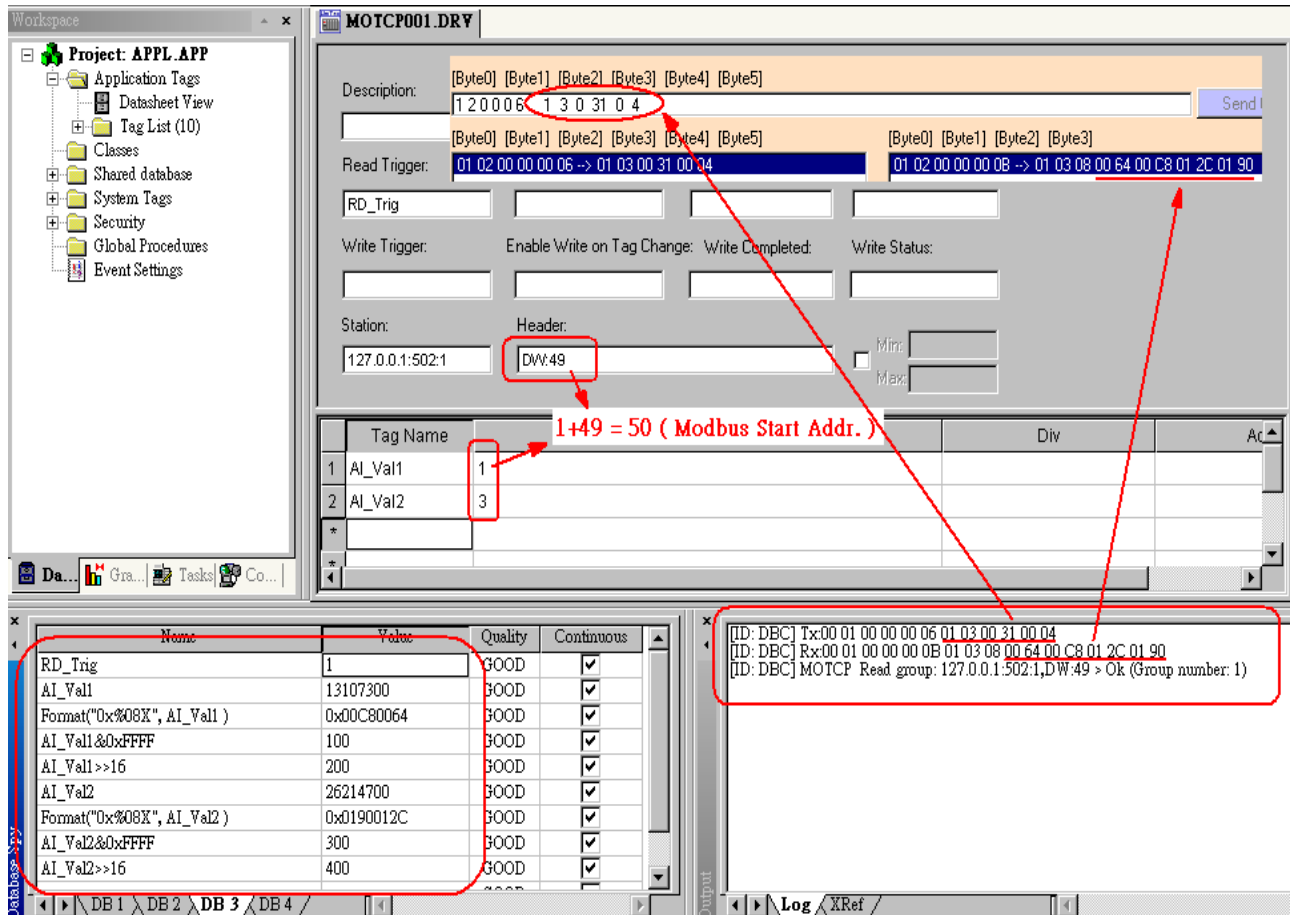 Workspace
Project: APPL.APP
Application Tags
Datasheet View
Tag List (10)
Classes
Shared database
System Tags
Security
Global Procedures
Event Settings
Da...
Gra...
Tasks
Co...
MOTCP001.DRV
Description:
[Byte0] [Byte1] [Byte2] [Byte3] [Byte4] [Byte5]
1 2 0 0 0 6 1 3 0 31 0 4
Send
[Byte0] [Byte1] [Byte2] [Byte3] [Byte4] [Byte5]
[Byte0] [Byte1] [Byte2] [Byte3]
Read Trigger:
01 02 00 00 00 06 --> 01 03 00 31 00 04
01 02 00 00 00 0B --> 01 03 08 00 64 00 C8 01 2C 01 90
RD_Trig
Write Trigger:
Enable Write on Tag Change:
Write Completed:
Write Status:
Station:
Header:
127.0.0.1:502:1
DW:49
Min:
Max:
1+49 = 50 ( Modbus Start Addr. )
Tag Name
Div
1 AI_Val1 1
2 AI_Val2 3
*
*
Name Value Quality Continuous
RD_Trig 1 GOOD
AI_Val1 13107300 GOOD
Format("0x%08X", AI_Val1 ) 0x00C80064 GOOD
AI_Val1&0xFFFF 100 GOOD
AI_Val1>>16 200 GOOD
AI_Val2 26214700 GOOD
Format("0x%08X", AI_Val2 ) 0x0190012C GOOD
AI_Val2&0xFFFF 300 GOOD
AI_Val2>>16 400 GOOD
Database Spy
DB 1 DB 2 DB 3 DB 4
[ID: DBC] Tx:00 01 00 00 00 06 01 03 00 31 00 04
[ID: DBC] Rx:00 01 00 00 00 0B 01 03 08 00 64 00 C8 01 2C 01 90
[ID: DBC] MOTCP Read group: 127.0.0.1:502:1,DW:49 > Ok (Group number: 1)
Output
Log XRef